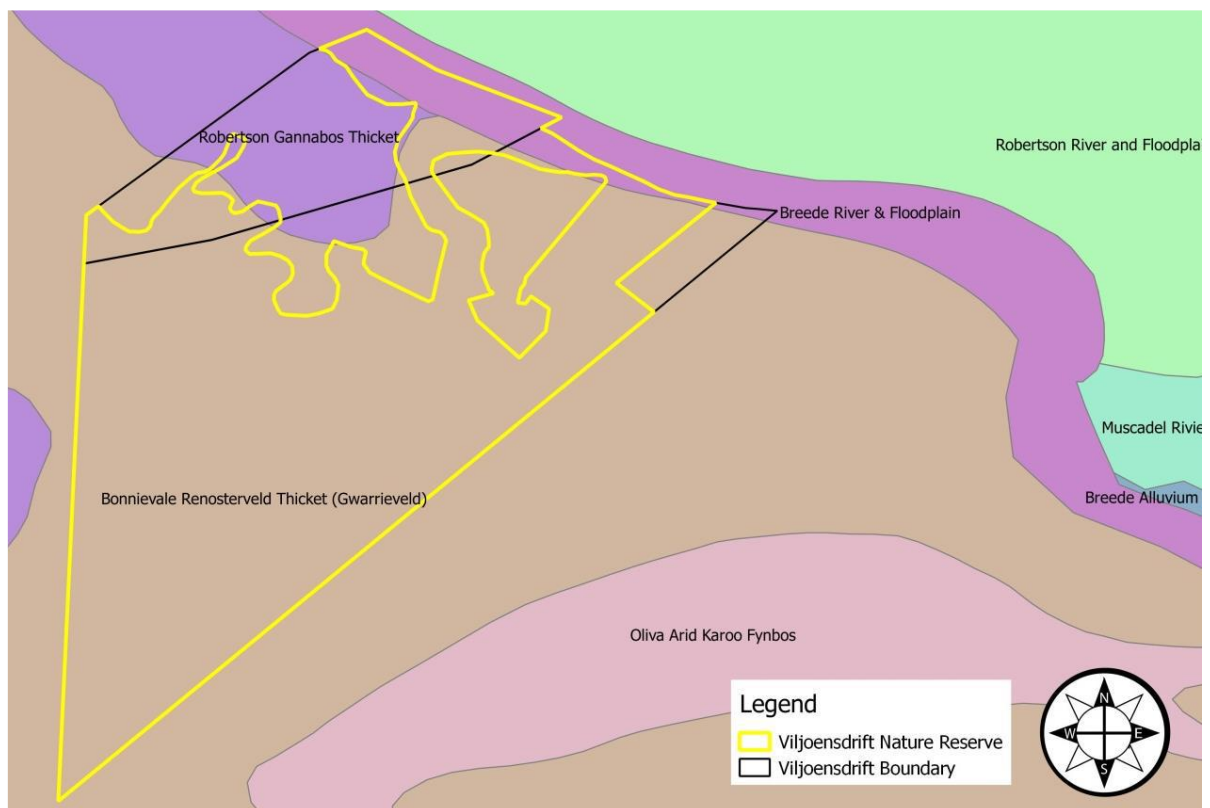 Robertson Gannabos Thicket
Robertson River and Floodpla
Breede River & Floodplain
Muscadel Rivie
Bonnievale Renosterveld Thicket (Gwarrieveld)
Breede Alluvium
Oliva Arid Karoo Fynbos
Legend
Viljoensdrift Nature Reserve
Viljoensdrift Boundary
N
W E
S